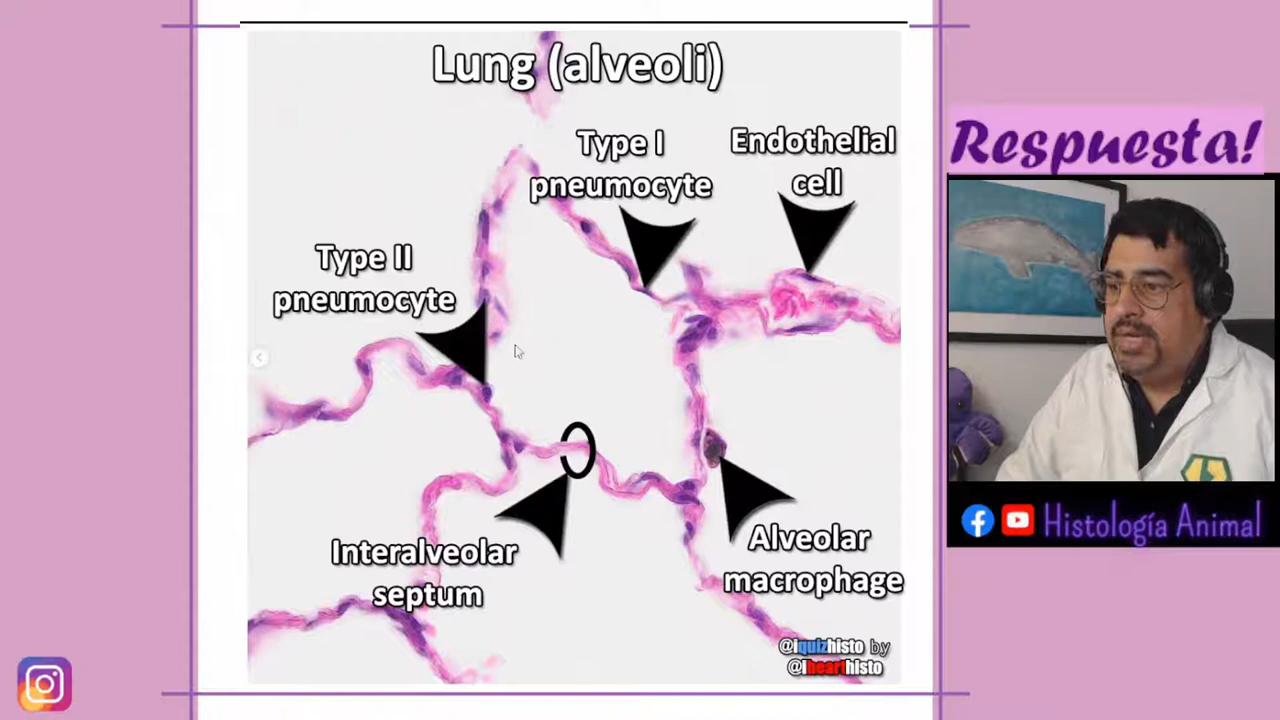 Lung (alveoli)
Type I
pneumocyte
Endothelial
cell
Type II
pneumocyte
Interalveolar
septum
Alveolar
macrophage
@iquizhisto by
@ihearthisto
Respuesta!
Histología Animal